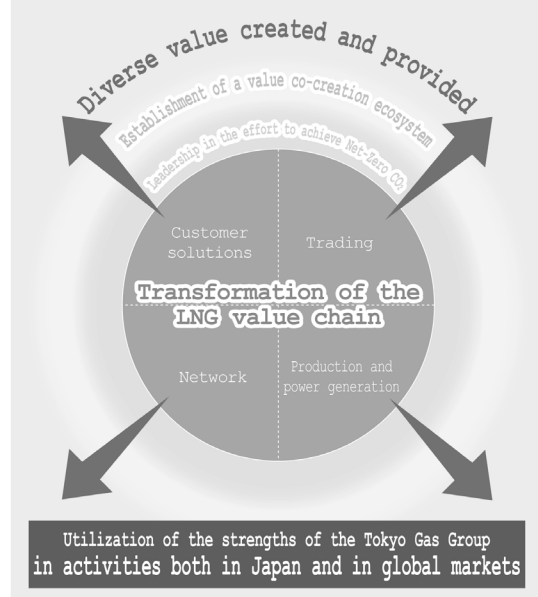 Diverse value created and provided
Establishment of a value co-creation ecosystem
Leadership in the effort to achieve Net-Zero CO₂
Customer
solutions
Trading
Transformation of the
LNG value chain
Network
Production and
power generation
Utilization of the strengths of the Tokyo Gas Group
in activities both in Japan and in global markets